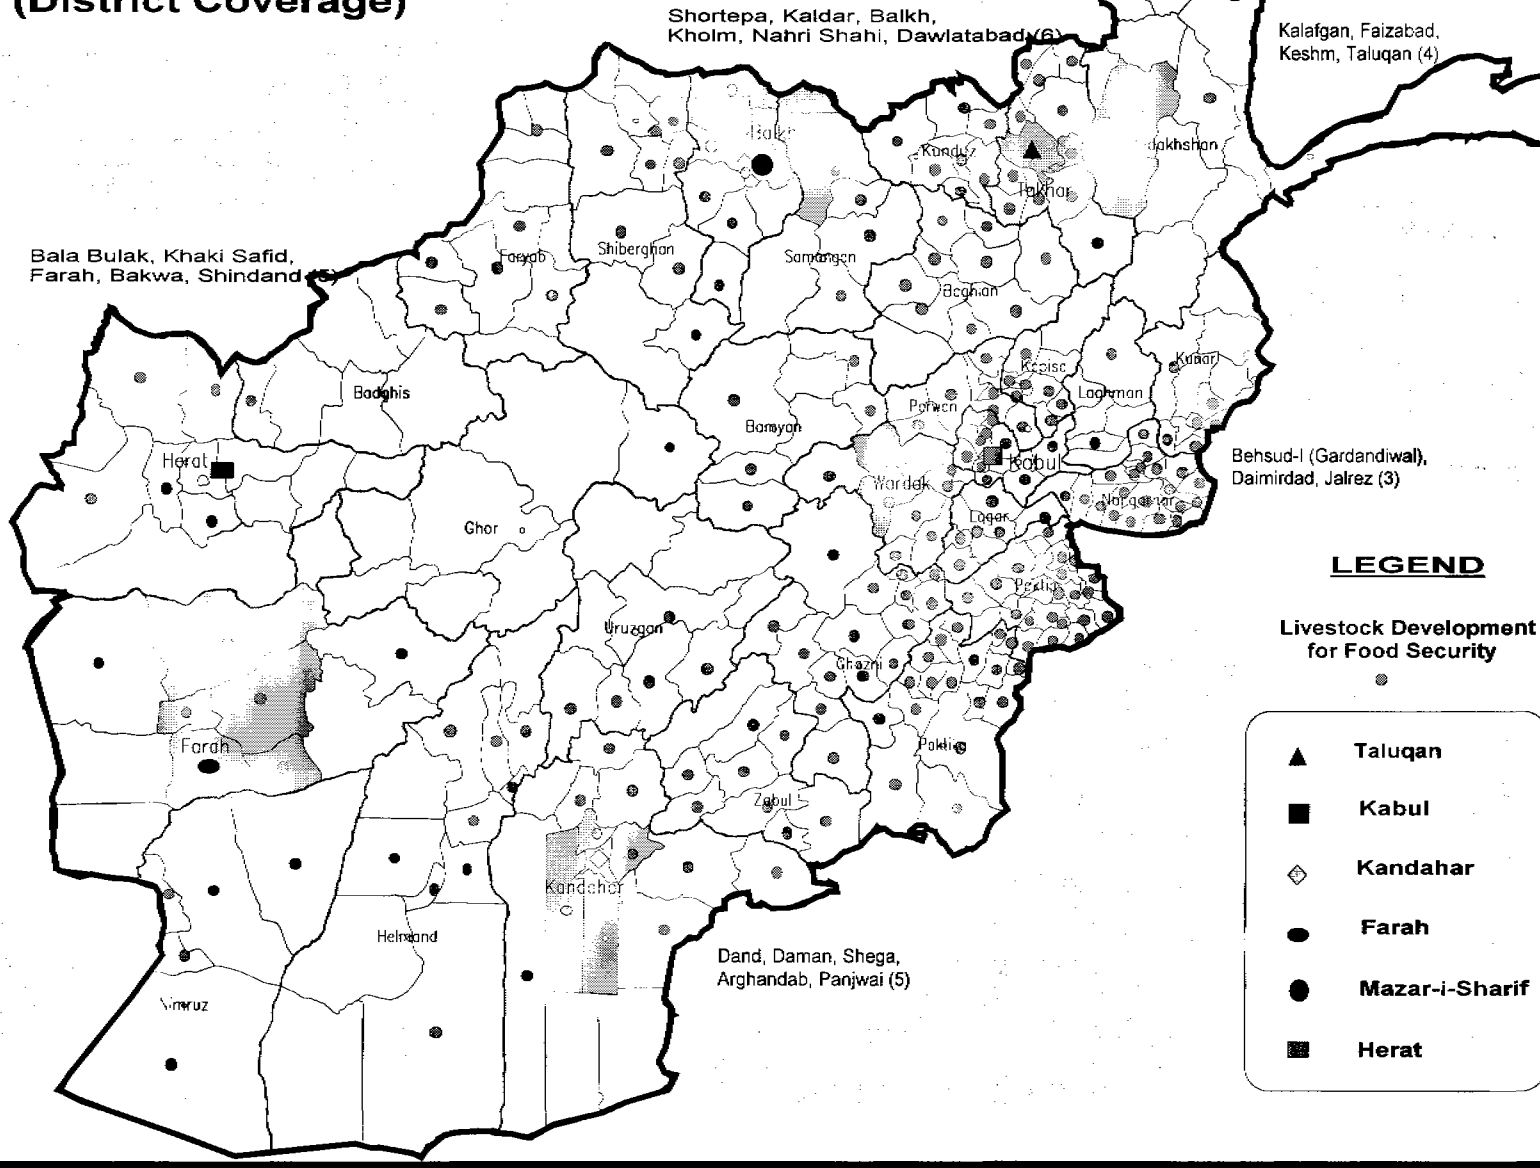 (District Coverage)
Shortepa, Kaldar, Balkh,
Kholm, Nahri Shahi, Dawlatabad (6)
Kalafgan, Faizabad,
Keshm, Taluqan (4)
Balkh
Kunduz
Takhar
Bala Bulak, Khaki Safid,
Farah, Bakwa, Shindand (5)
Faryab
Shiberghan
Samangan
Baghlan
Badghis
Bamyan
Parwan
Kapisa
Laghman
Kunar
Herat
Kabul
Wardak
Behsud-I (Gardandiwal),
Daimirdad, Jalrez (3)
Ghor
Logar
Paktia
LEGEND
Livestock Development
for Food Security
Uruzgan
Ghazni
Farah
Zabul
Kandahar
Helmand
Nimruz
Dand, Daman, Shega,
Arghandab, Panjwai (5)
Taluqan
Kabul
Kandahar
Farah
Mazar-i-Sharif
Herat